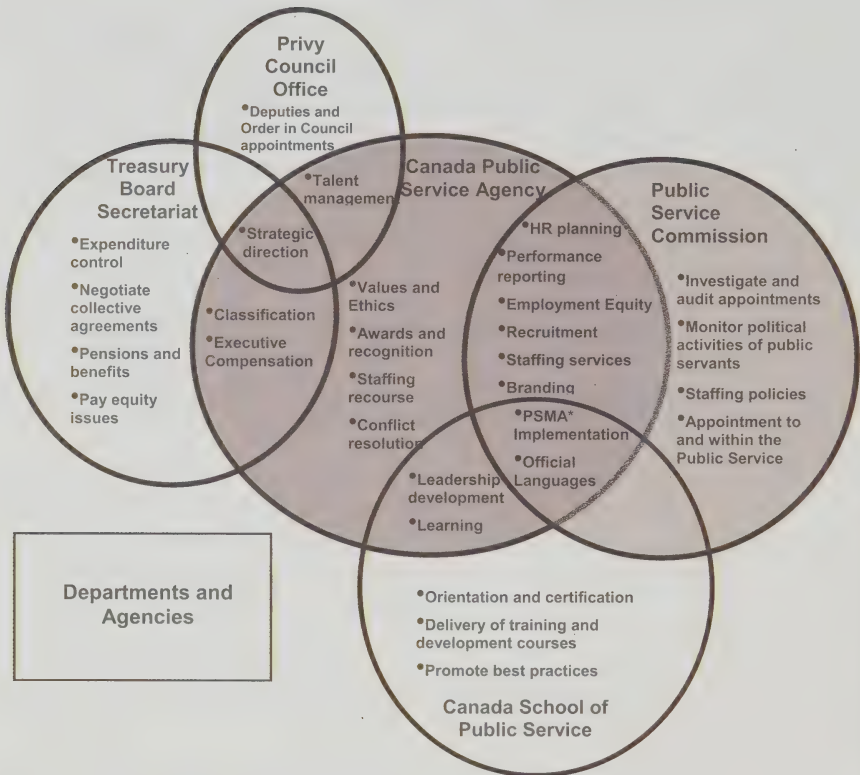 Privy
Council
Office
•Deputies and
Order in Council
appointments
Treasury
Board
Secretariat
•Expenditure
control
•Negotiate
collective
agreements
•Pensions and
benefits
•Pay equity
issues
•Talent
management
•Strategic
direction
•Classification
•Executive
Compensation
Canada Public
Service Agency
•Values and
Ethics
•Awards and
recognition
•Staffing
recourse
•Conflict
resolution
•HR planning
•Performance
reporting
•Employment Equity
•Recruitment
•Staffing services
•Branding
•PSMA*
Implementation
•Official
Languages
•Leadership
development
•Learning
Public
Service
Commission
•Investigate and
audit appointments
•Monitor political
activities of public
servants
•Staffing policies
•Appointment to
and within the
Public Service
Departments and
Agencies
•Orientation and certification
•Delivery of training and
development courses
•Promote best practices
Canada School of
Public Service